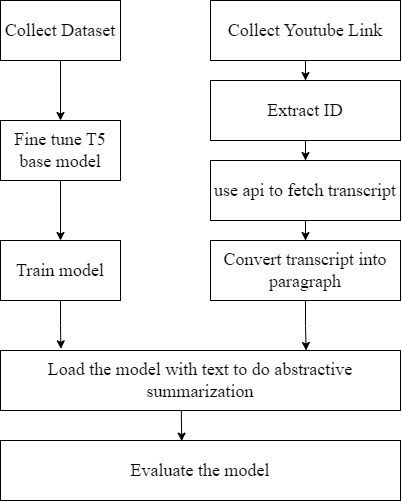 Collect Dataset
Fine tune T5
base model
Train model
Collect Youtube Link
Extract ID
use api to fetch transcript
Convert transcript into
paragraph
Load the model with text to do abstractive
summarization
Evaluate the model